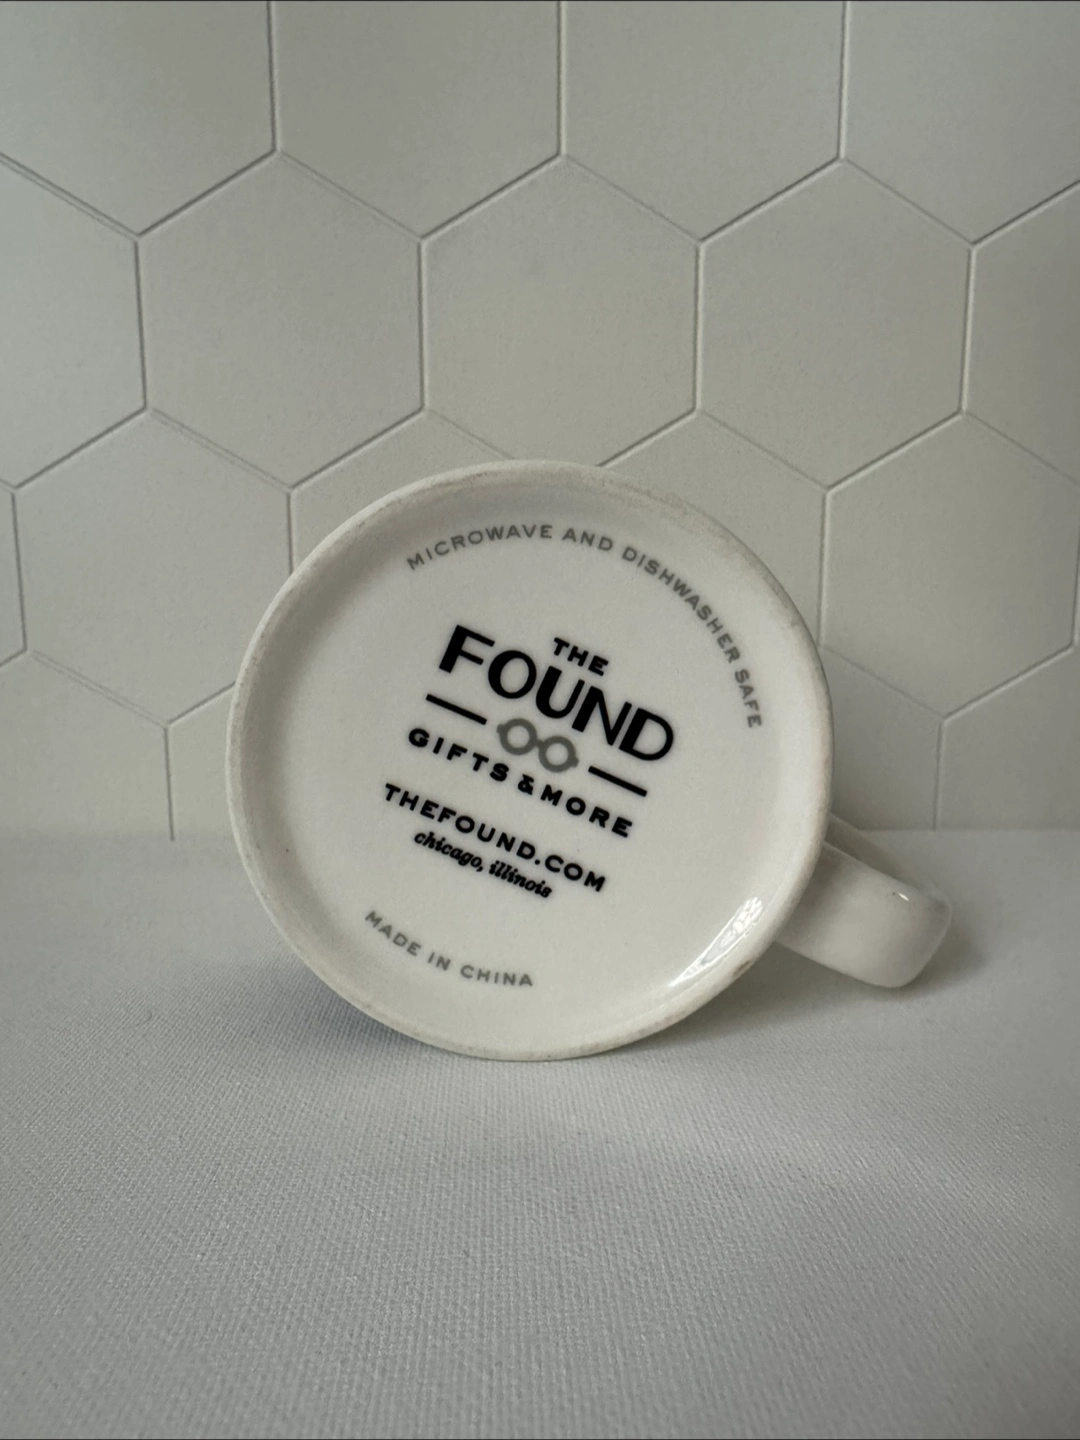 MICROWAVE AND DISHWASHER SAFE
THE
FOUND
GIFTS & MORE
THEFOUND.COM
chicago, illinois
MADE IN CHINA